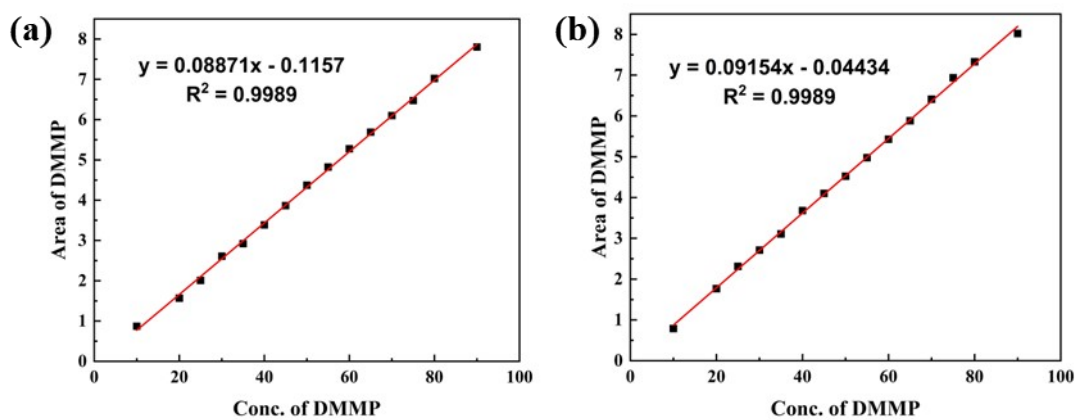 (a)
y = 0.08871x - 0.1157
R² = 0.9989
Area of DMMP
8
7
6
5
4
3
2
1
0
0 20 40 60 80 100
Conc. of DMMP
(b)
y = 0.09154x - 0.04434
R² = 0.9989
Area of DMMP
8
7
6
5
4
3
2
1
0
0 20 40 60 80 100
Conc. of DMMP